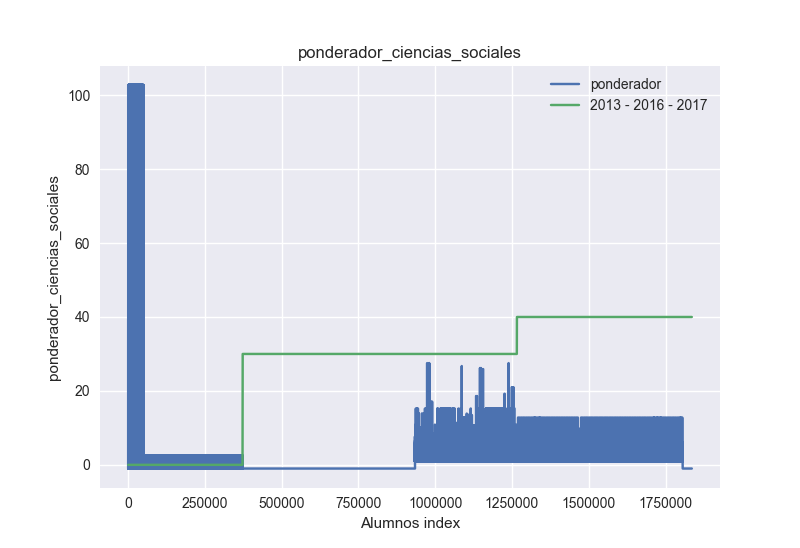 ponderador_ciencias_sociales
ponderador
2013 - 2016 - 2017
ponderador_ciencias_sociales
100
80
60
40
20
0
0 250000 500000 750000 1000000 1250000 1500000 1750000
Alumnos index